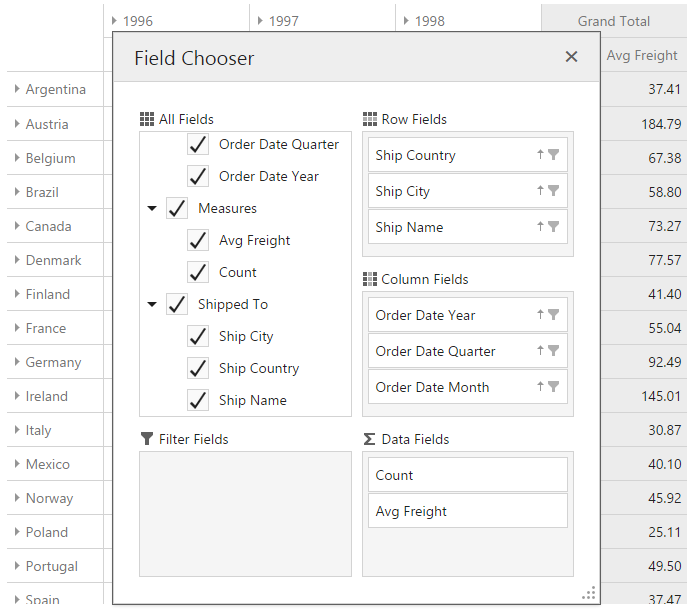 1996 1997 1998 Grand Total
Field Chooser
Avg Freight
Argentina 37.41
All Fields Row Fields
Austria 184.79
Order Date Quarter
Ship Country
Belgium 67.38
Order Date Year
Ship City
Brazil 58.80
Measures
Ship Name
Canada 73.27
Avg Freight
Denmark 77.57
Count
Column Fields
Finland 41.40
Shipped To
Order Date Year
France 55.04
Ship City
Order Date Quarter
Germany 92.49
Ship Country
Order Date Month
Ireland 145.01
Ship Name
Italy 30.87
Filter Fields Data Fields
Mexico 40.10
Count
Norway 45.92
Avg Freight
Poland 25.11
Portugal 49.50
Spain 37.47